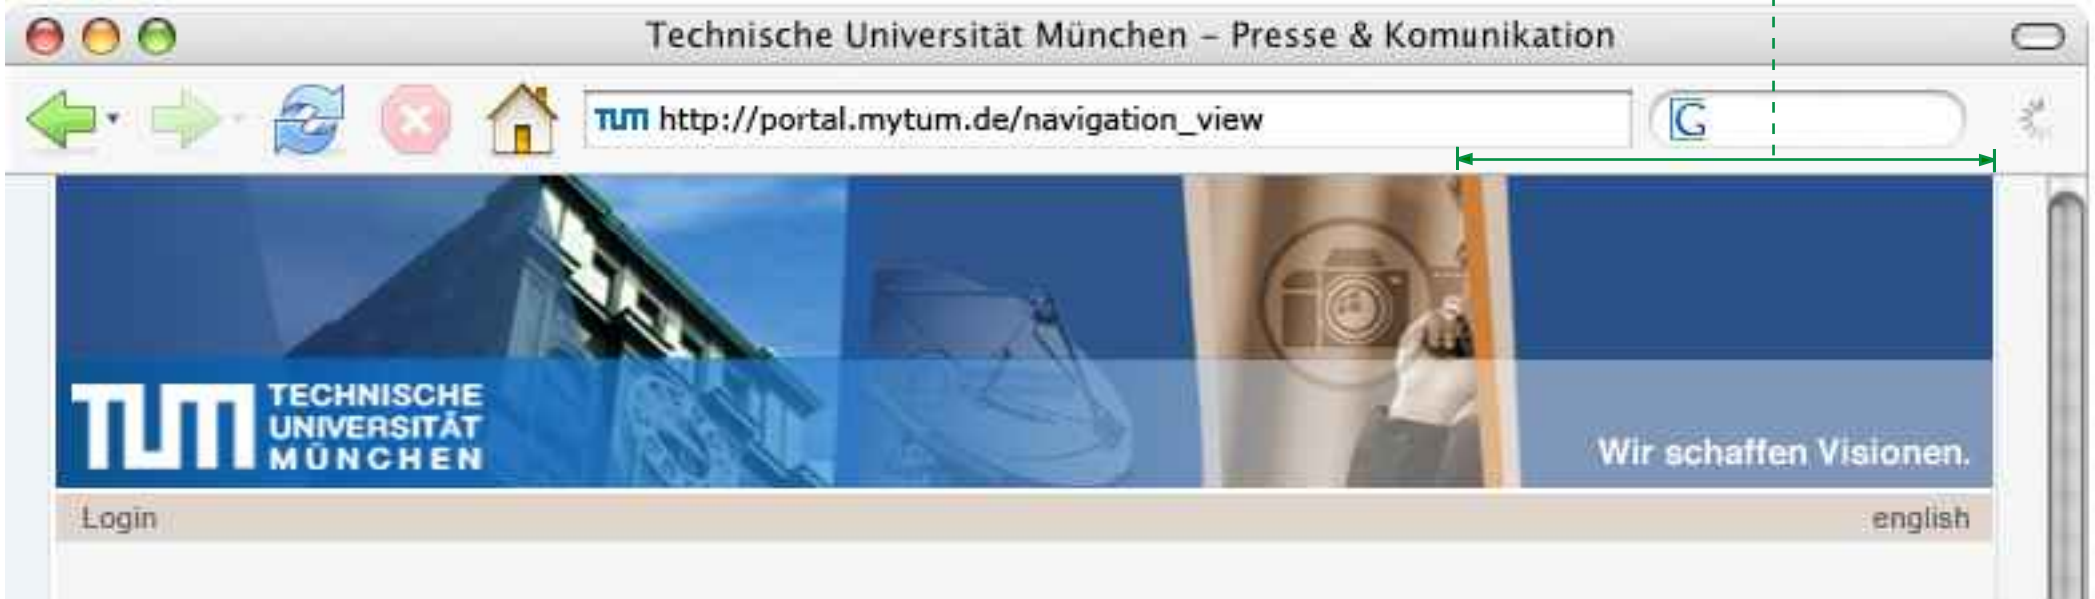 Technische Universität München – Presse & Komunikation
TUM http://portal.mytum.de/navigation_view
G
TUM
TECHNISCHE
UNIVERSITÄT
MÜNCHEN
Wir schaffen Visionen.
Login
english